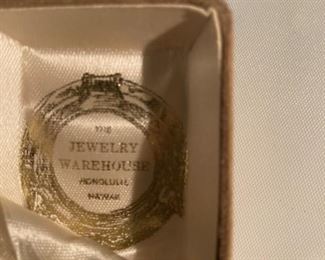 THE
JEWELRY
WAREHOUSE
HONOLULU,
HAWAII